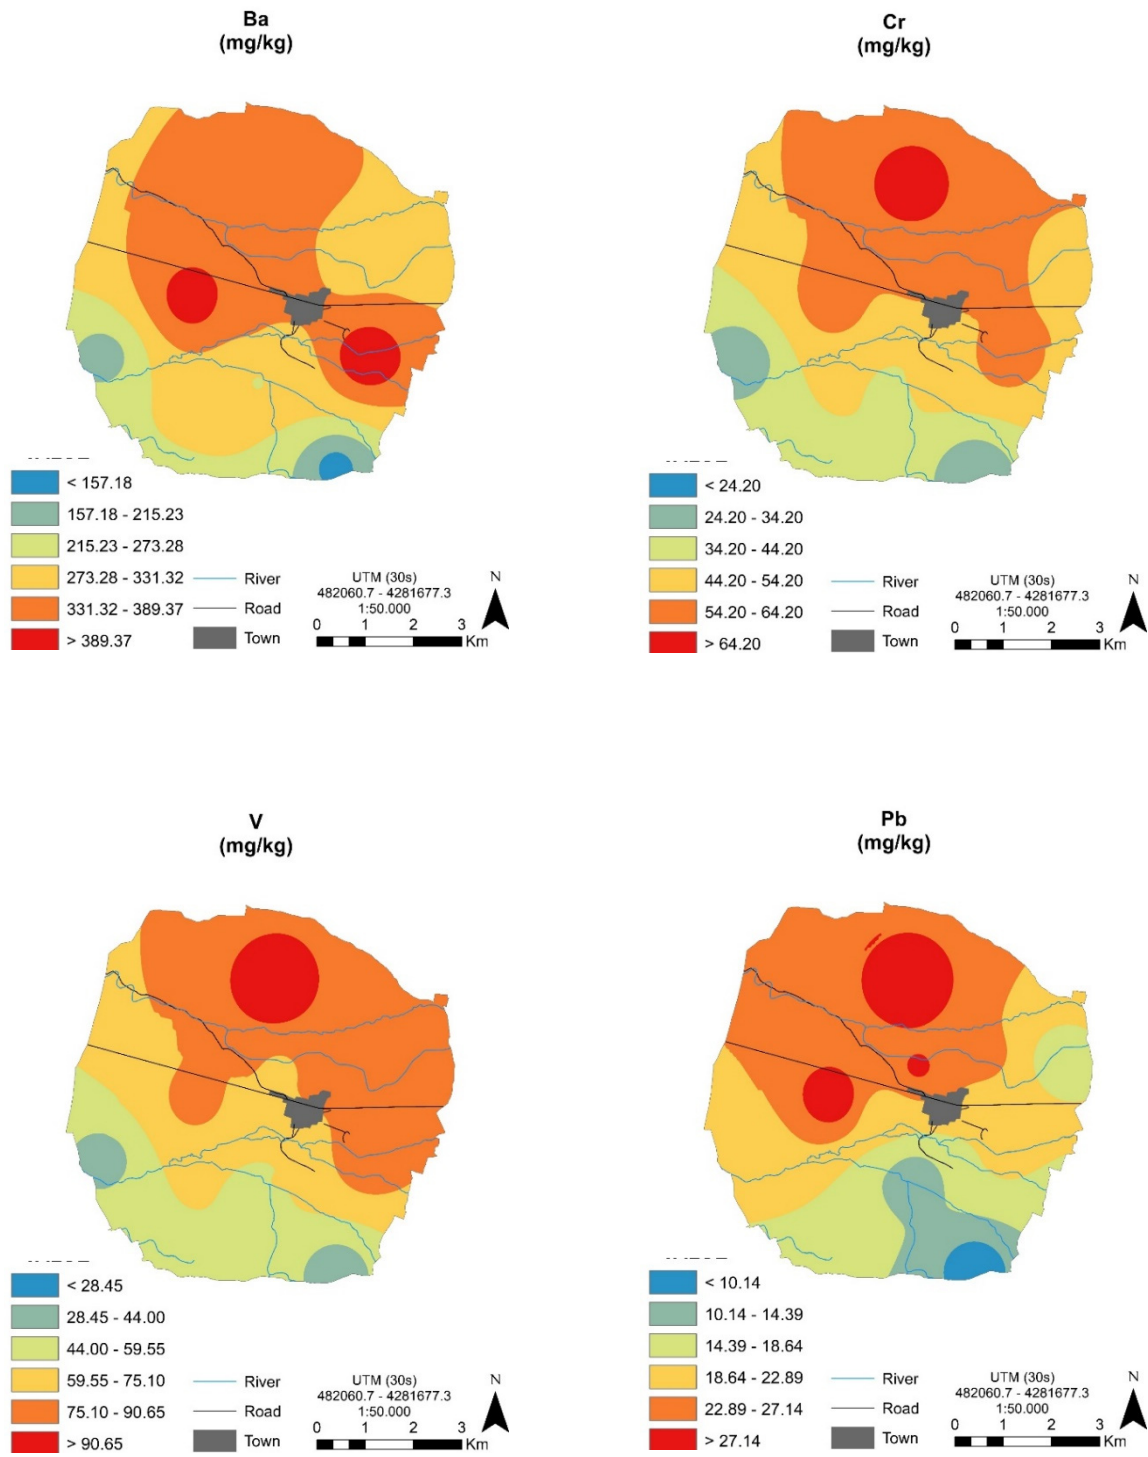 Ba
(mg/kg)
< 157.18
157.18 - 215.23
215.23 - 273.28
273.28 - 331.32
331.32 - 389.37
> 389.37
River
Road
Town
UTM (30s)
482060.7 - 4281677.3
1:50.000
0 1 2 3
Km
N
Cr
(mg/kg)
< 24.20
24.20 - 34.20
34.20 - 44.20
44.20 - 54.20
54.20 - 64.20
> 64.20
River
Road
Town
UTM (30s)
482060.7 - 4281677.3
1:50.000
0 1 2 3
Km
N
V
(mg/kg)
< 28.45
28.45 - 44.00
44.00 - 59.55
59.55 - 75.10
75.10 - 90.65
> 90.65
River
Road
Town
UTM (30s)
482060.7 - 4281677.3
1:50.000
0 1 2 3
Km
N
Pb
(mg/kg)
< 10.14
10.14 - 14.39
14.39 - 18.64
18.64 - 22.89
22.89 - 27.14
> 27.14
River
Road
Town
UTM (30s)
482060.7 - 4281677.3
1:50.000
0 1 2 3
Km
N